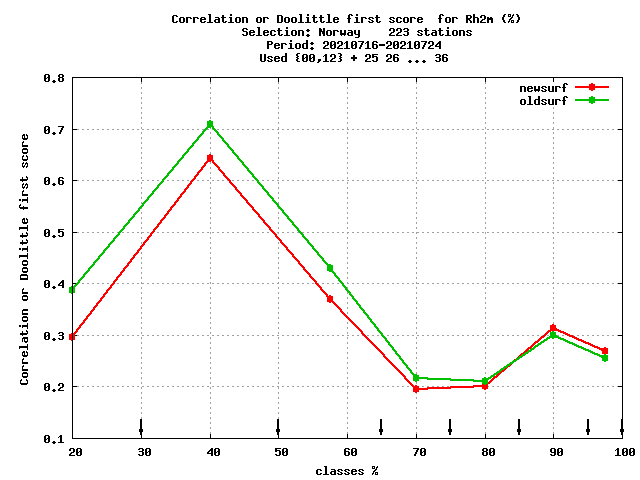 Correlation or Doolittle first score  for Rh2m (%)
Selection: Norway    223 stations
Period: 20210716-20210724
Used {00,12} + 25 26 ... 36
newsurf
oldsurf
Correlation or Doolittle first score
0.8
0.7
0.6
0.5
0.4
0.3
0.2
0.1
20 30 40 50 60 70 80 90 100
classes %